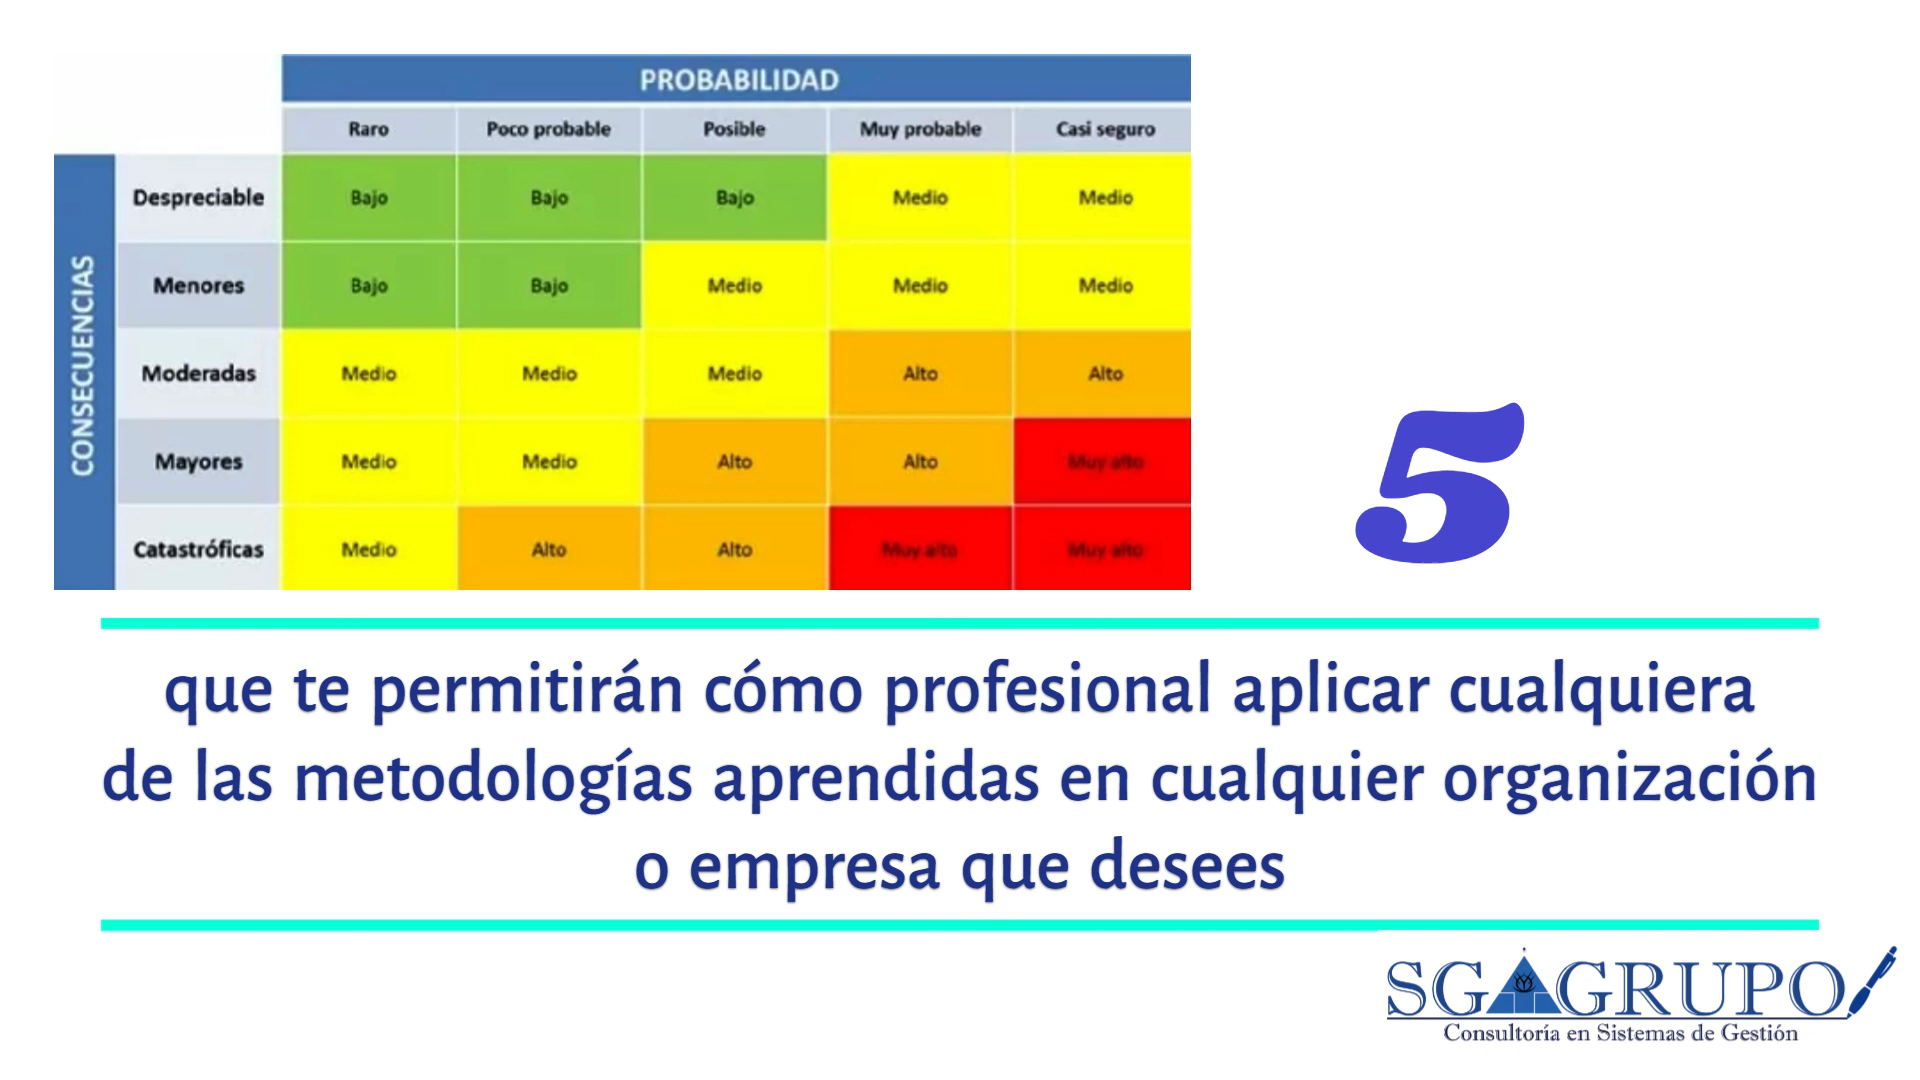 PROBABILIDAD
Raro Poco probable Posible Muy probable Casi seguro
CONSECUENCIAS
Despreciable Bajo Bajo Bajo Medio Medio
Menores Bajo Bajo Medio Medio Medio
Moderadas Medio Medio Medio Alto Alto
Mayores Medio Medio Alto Alto Muy alto
Catastróficas Medio Alto Alto Muy alto Muy alto
5
que te permitirán cómo profesional aplicar cualquiera
de las metodologías aprendidas en cualquier organización
o empresa que desees
SGA GRUPO
Consultoría en Sistemas de Gestión